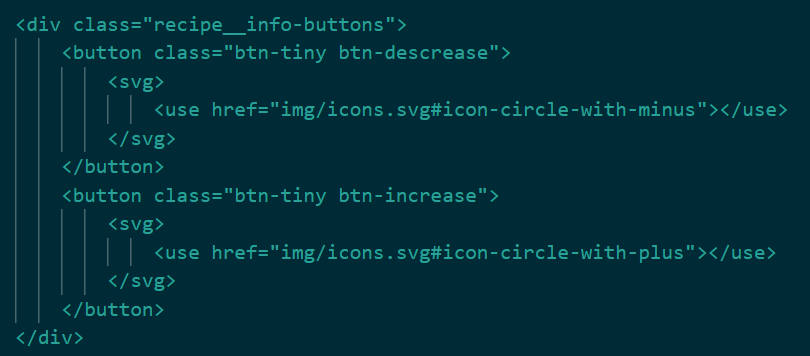 <div class="recipe__info-buttons">
<button class="btn-tiny btn-descrease">
<svg>
<use href="img/icons.svg#icon-circle-with-minus"></use>
</svg>
</button>
<button class="btn-tiny btn-increase">
<svg>
<use href="img/icons.svg#icon-circle-with-plus"></use>
</svg>
</button>
</div>